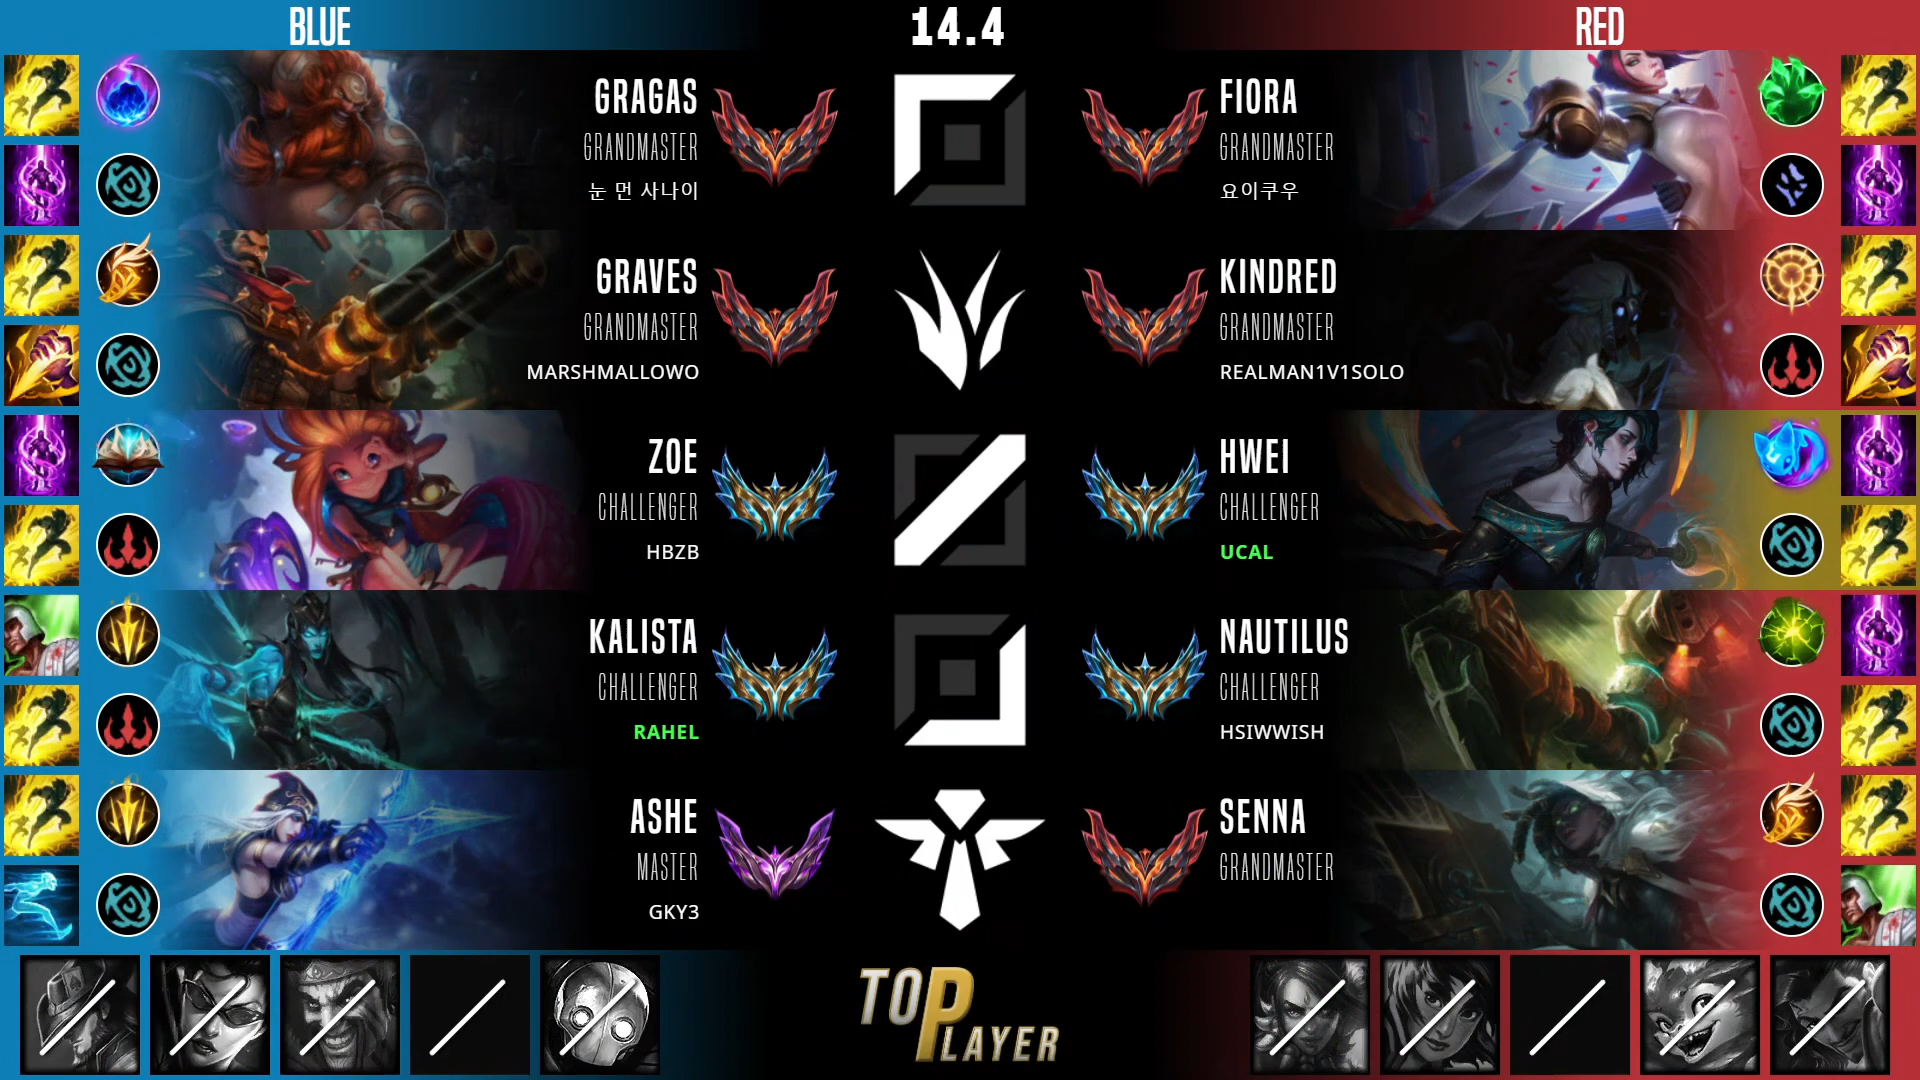 BLUE
14.4
RED
GRAGAS
GRANDMASTER
눈 먼 사나이
FIORA
GRANDMASTER
요이쿠우
GRAVES
GRANDMASTER
MARSHMALLOWO
KINDRED
GRANDMASTER
REALMAN1V1SOLO
ZOE
CHALLENGER
HBZB
HWEI
CHALLENGER
UCAL
KALISTA
CHALLENGER
RAHEL
NAUTILUS
CHALLENGER
HSIWWISH
ASHE
MASTER
GKY3
SENNA
GRANDMASTER
TOP
PLAYER